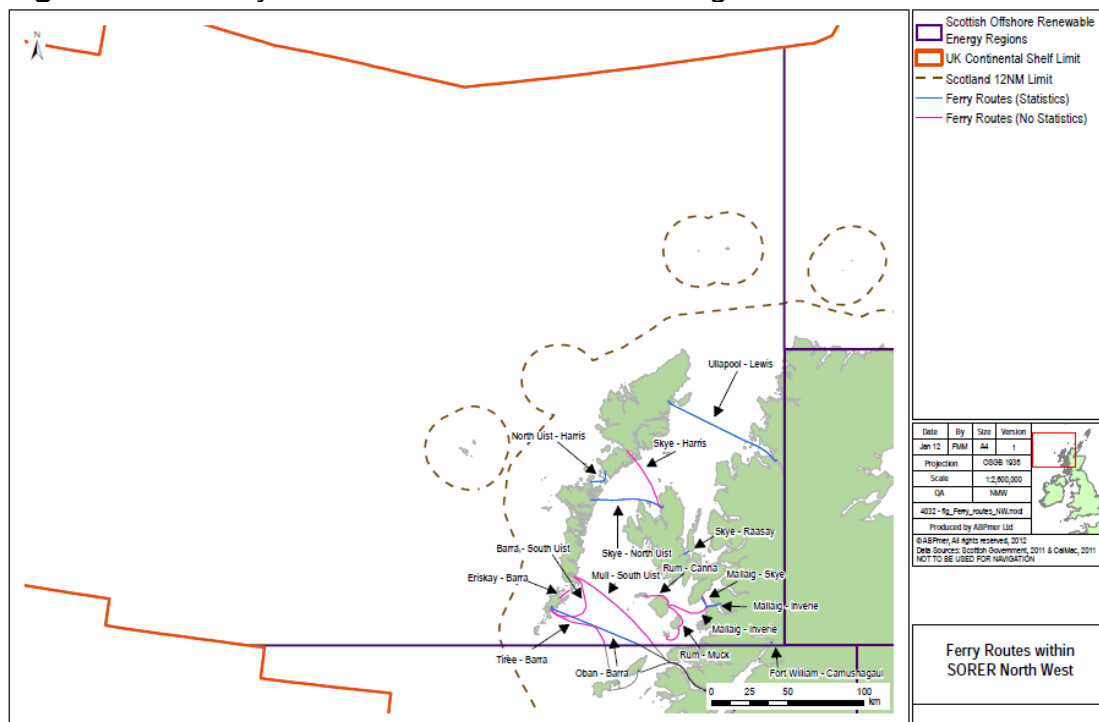 N
Ullapool - Lewis
North Uist - Harris
Skye - Harris
Skye - Raasay
Barra - South Uist
Skye - North Uist
Rum - Canna
Mull - South Uist
Mallaig - Skye
Eriskay - Barra
Mallaig - Inverie
Mallaig - Inverie
Rum - Muck
Tiree - Barra
Oban - Barra
Fort William - Camusnagaul
0 25 50 100
km
Scottish Offshore Renewable
Energy Regions
UK Continental Shelf Limit
Scotland 12NM Limit
Ferry Routes (Statistics)
Ferry Routes (No Statistics)
Date By Size Version
Jan 12 FMM A4 1
Projection OSGB 1936
Scale 1:2,500,000
QA NMW
4032 - fig_Ferry_routes_NW.mxd
Produced by ABPmer Ltd
©ABPmer, All rights reserved, 2012
Data Sources: Scottish Government, 2011 & CalMac, 2011
NOT TO BE USED FOR NAVIGATION
Ferry Routes within
SORER North West